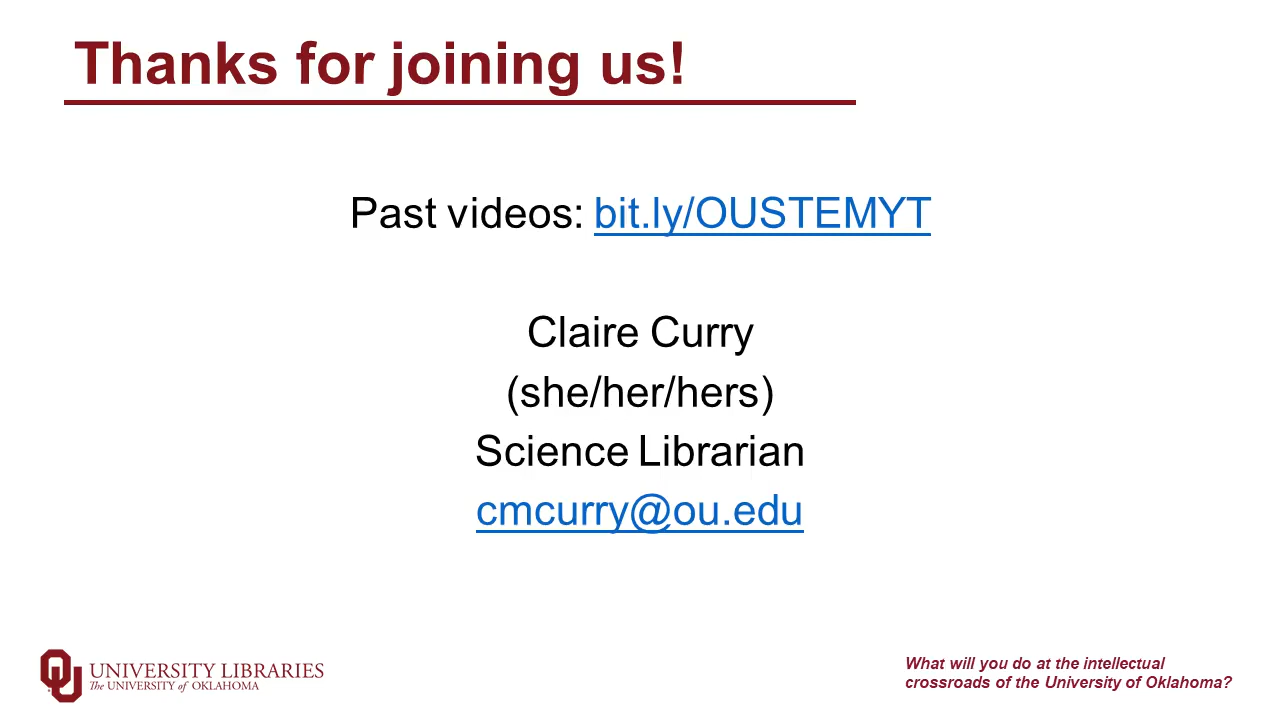 Thanks for joining us!
Past videos: bit.ly/OUSTEMYT
Claire Curry
(she/her/hers)
Science Librarian
cmcurry@ou.edu
OU UNIVERSITY LIBRARIES
The UNIVERSITY of OKLAHOMA
What will you do at the intellectual
crossroads of the University of Oklahoma?